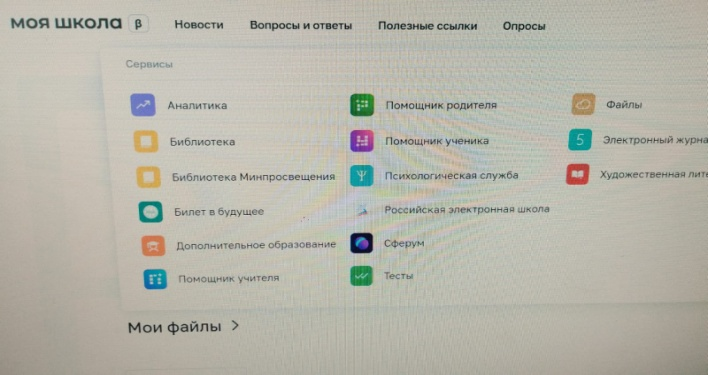 моя школа β Новости Вопросы и ответы Полезные ссылки Опросы
Сервисы
Аналитика
Библиотека
Библиотека Минпросвещения
Билет в будущее
Дополнительное образование
Помощник учителя
Помощник родителя
Помощник ученика
Психологическая служба
Российская электронная школа
Сферум
Тесты
Файлы
5 Электронный журна
Художественная лите
Мои файлы >